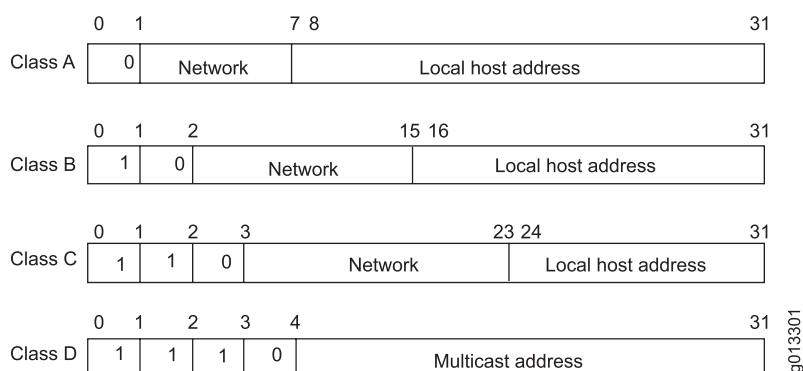 0 1 7 8 31
Class A 0 Network Local host address
0 1 2 15 16 31
Class B 1 0 Network Local host address
0 1 2 3 23 24 31
Class C 1 1 0 Network Local host address
0 1 2 3 4 31
Class D 1 1 1 0 Multicast address
g013301